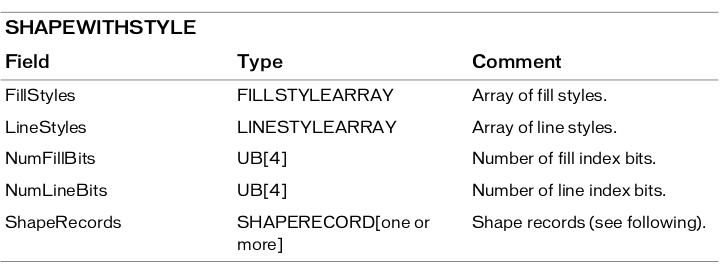 SHAPEWITHSTYLE
Field Type Comment
FillStyles FILLSTYLEARRAY Array of fill styles.
LineStyles LINESTYLEARRAY Array of line styles.
NumFillBits UB[4] Number of fill index bits.
NumLineBits UB[4] Number of line index bits.
ShapeRecords SHAPERECORD[one or Shape records (see following).
more]